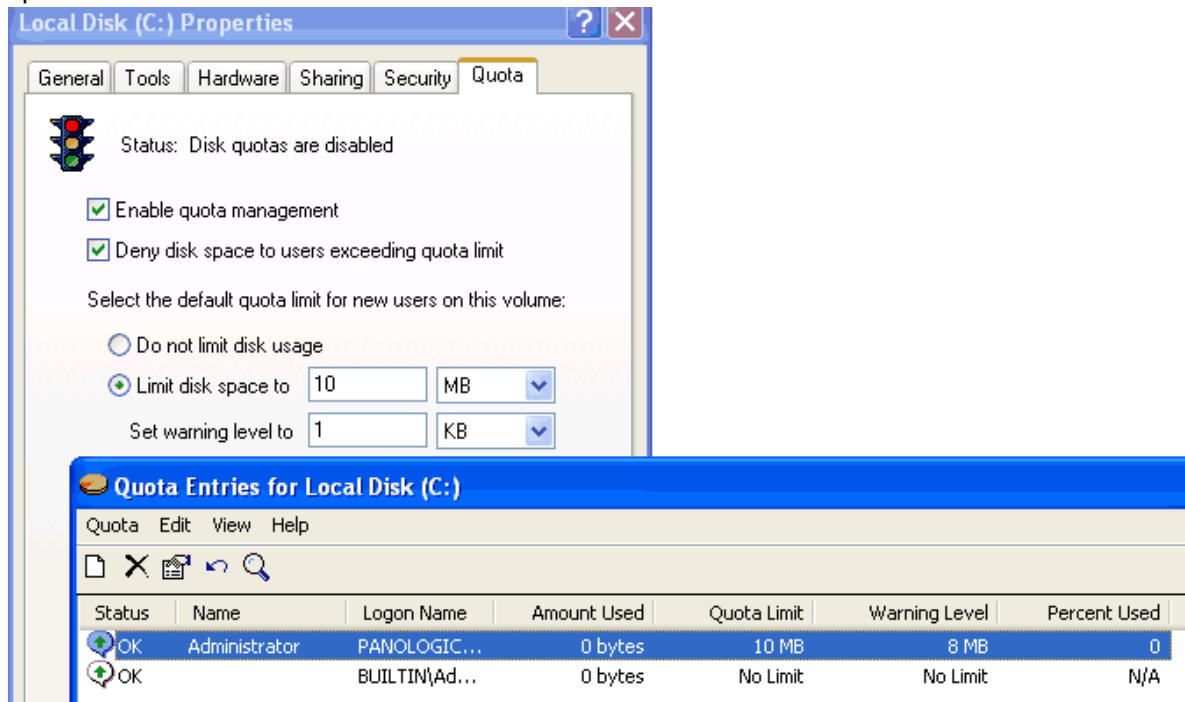 Local Disk (C:) Properties
General Tools Hardware Sharing Security Quota
Status: Disk quotas are disabled
Enable quota management
Deny disk space to users exceeding quota limit
Select the default quota limit for new users on this volume:
Do not limit disk usage
Limit disk space to 10 MB
Set warning level to 1 KB
Quota Entries for Local Disk (C:)
Quota Edit View Help
Status Name Logon Name Amount Used Quota Limit Warning Level Percent Used
OK Administrator PANOLOGIC... 0 bytes 10 MB 8 MB 0
OK BUILTIN\Ad... 0 bytes No Limit No Limit N/A